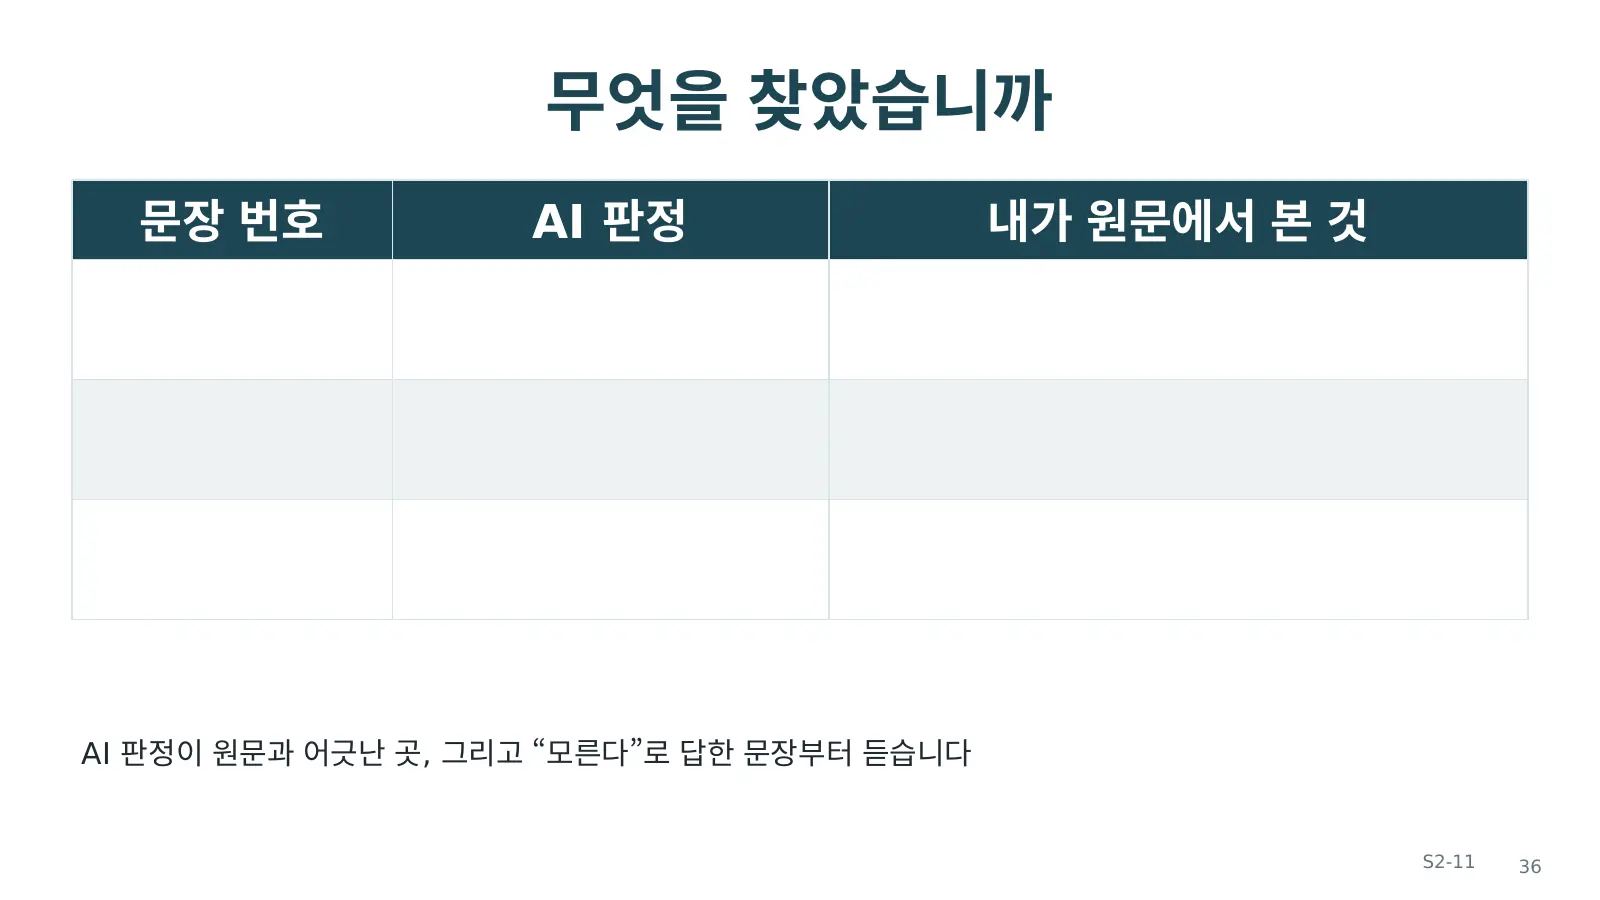 무엇을 찾았습니까
문장 번호
AI 판정
내가 원문에서 본 것
AI 판정이 원문과 어긋난 곳, 그리고 “모른다”로 답한 문장부터 듣습니다
S2-11
36